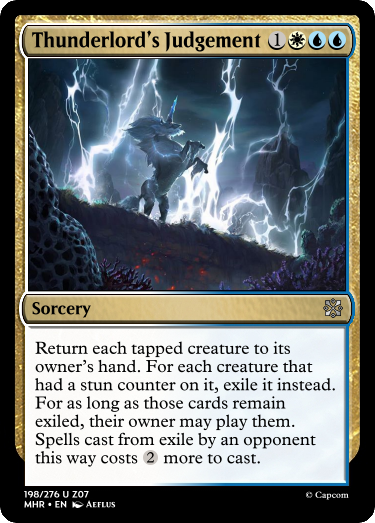 Thunderlord's Judgement 1
Sorcery
Return each tapped creature to its
owner's hand. For each creature that
had a stun counter on it, exile it instead.
For as long as those cards remain
exiled, their owner may play them.
Spells cast from exile by an opponent
this way costs 2 more to cast.
198/276 U Z07
MHR • EN Aeflus
© Capcom